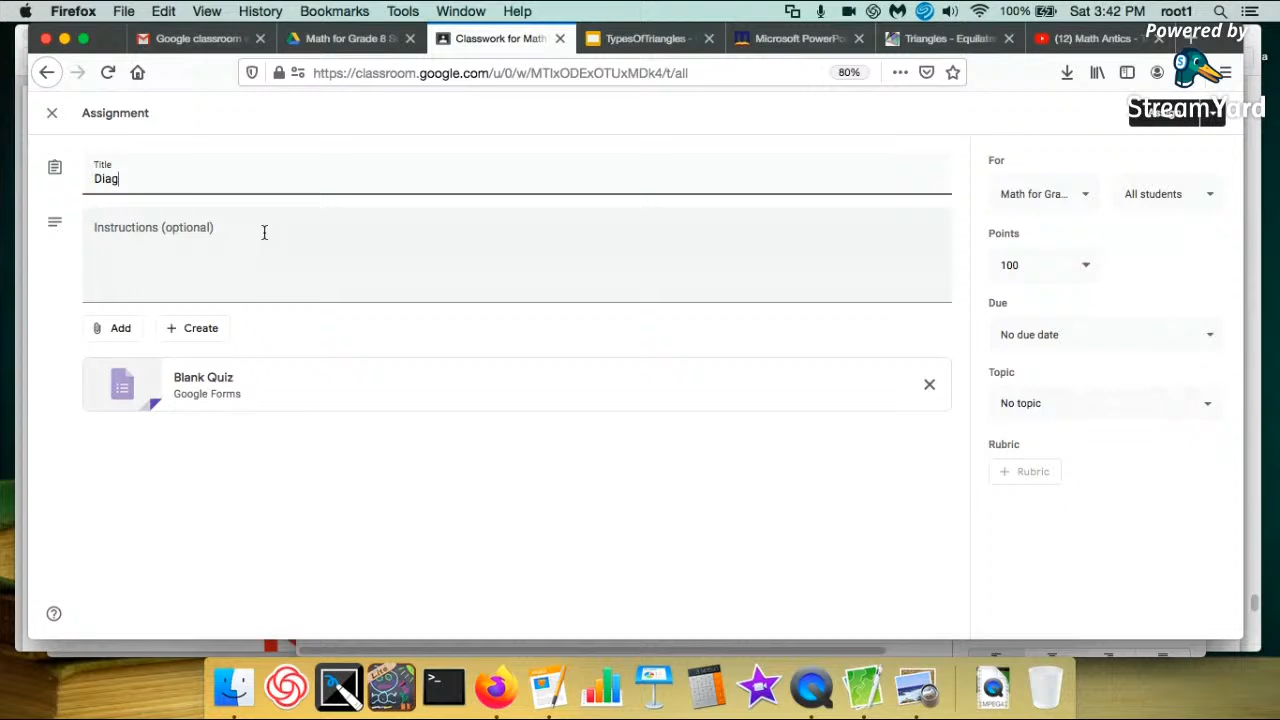 Firefox File Edit View History Bookmarks Tools Window Help 100% Sat 3:42 PM root1
Google classroom Math for Grade 8 S Classwork for Math TypesOfTriangles - Microsoft PowerPo Triangles - Equilate (12) Math Antics - T
Powered by
https://classroom.google.com/u/0/w/MTIxODExOTUxMDk4/t/all 80%
StreamYard
Assignment
Title
Diag
Instructions (optional)
Add Create
Blank Quiz
Google Forms
For
Math for Gra... All students
Points
100
Due
No due date
Topic
No topic
Rubric
Rubric